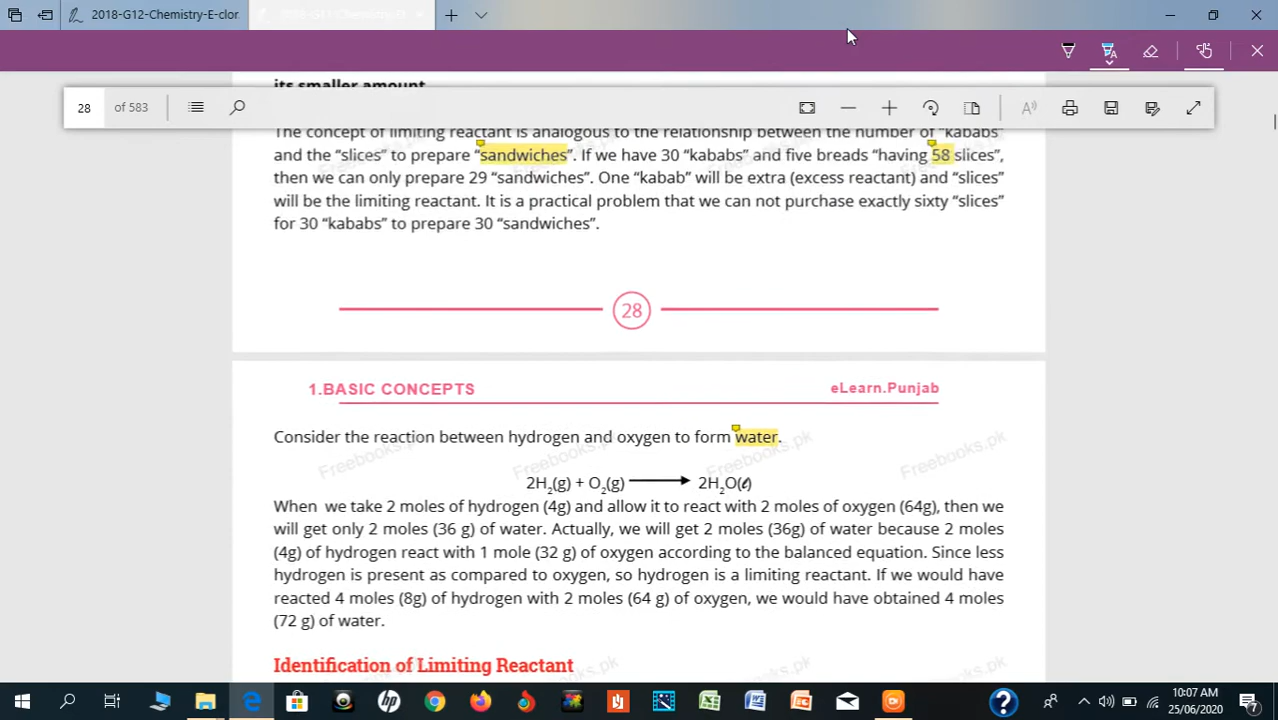 2018-G12-Chemistry-E-clor
its smaller amount
28 of 583
The concept of limiting reactant is analogous to the relationship between the number of “kababs”
and the “slices” to prepare “sandwiches”. If we have 30 “kababs” and five breads “having 58 slices”,
then we can only prepare 29 “sandwiches”. One “kabab” will be extra (excess reactant) and “slices”
will be the limiting reactant. It is a practical problem that we can not purchase exactly sixty “slices”
for 30 “kababs” to prepare 30 “sandwiches”.
28
1.BASIC CONCEPTS eLearn.Punjab
Consider the reaction between hydrogen and oxygen to form water.
Freebooks.pk Freebooks.pk Freebooks.pk Freebooks.pk
2H₂(g) + O₂(g) ⟶ 2H₂O(ℓ)
When we take 2 moles of hydrogen (4g) and allow it to react with 2 moles of oxygen (64g), then we
will get only 2 moles (36 g) of water. Actually, we will get 2 moles (36g) of water because 2 moles
(4g) of hydrogen react with 1 mole (32 g) of oxygen according to the balanced equation. Since less
hydrogen is present as compared to oxygen, so hydrogen is a limiting reactant. If we would have
reacted 4 moles (8g) of hydrogen with 2 moles (64 g) of oxygen, we would have obtained 4 moles
(72 g) of water.
Identification of Limiting Reactant
10:07 AM
25/06/2020